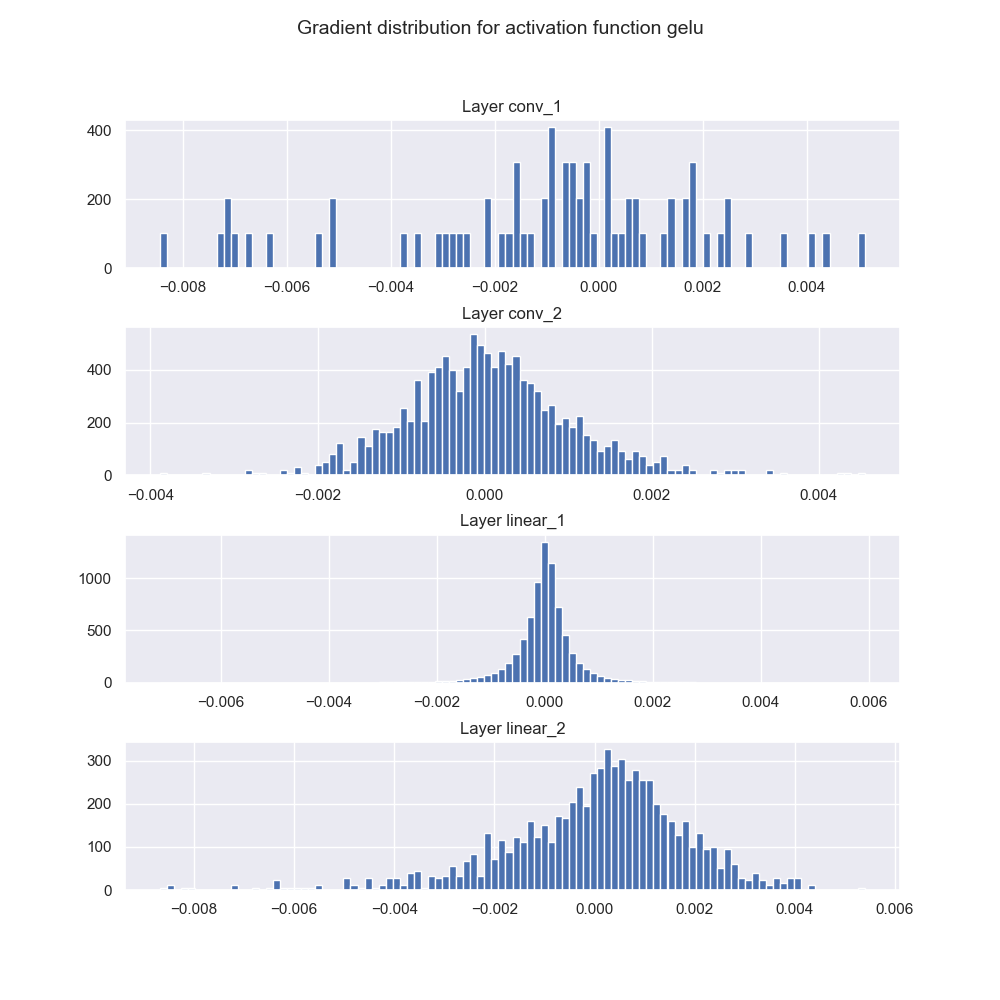 Gradient distribution for activation function gelu
Layer conv_1
400
200
0
−0.008 −0.006 −0.004 −0.002 0.000 0.002 0.004
Layer conv_2
400
200
0
−0.004 −0.002 0.000 0.002 0.004
Layer linear_1
1000
500
0
−0.006 −0.004 −0.002 0.000 0.002 0.004 0.006
Layer linear_2
300
200
100
0
−0.008 −0.006 −0.004 −0.002 0.000 0.002 0.004 0.006